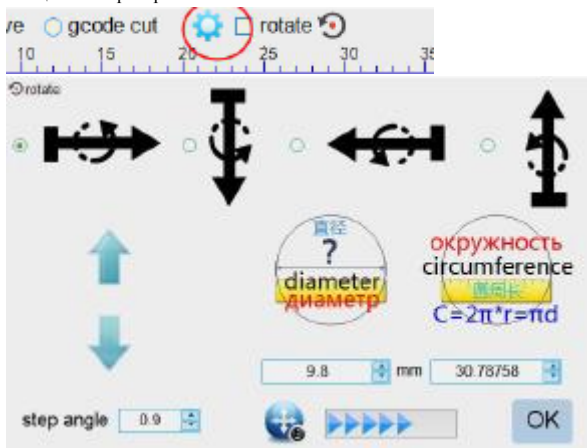 ve gcode cut rotate
10 15 20 25 30 35
rotate
直径
?
diameter
диаметр
окружность
circumference
圆周长
C=2π*r=πd
9.8 mm 30.78758
step angle 0.9 OK